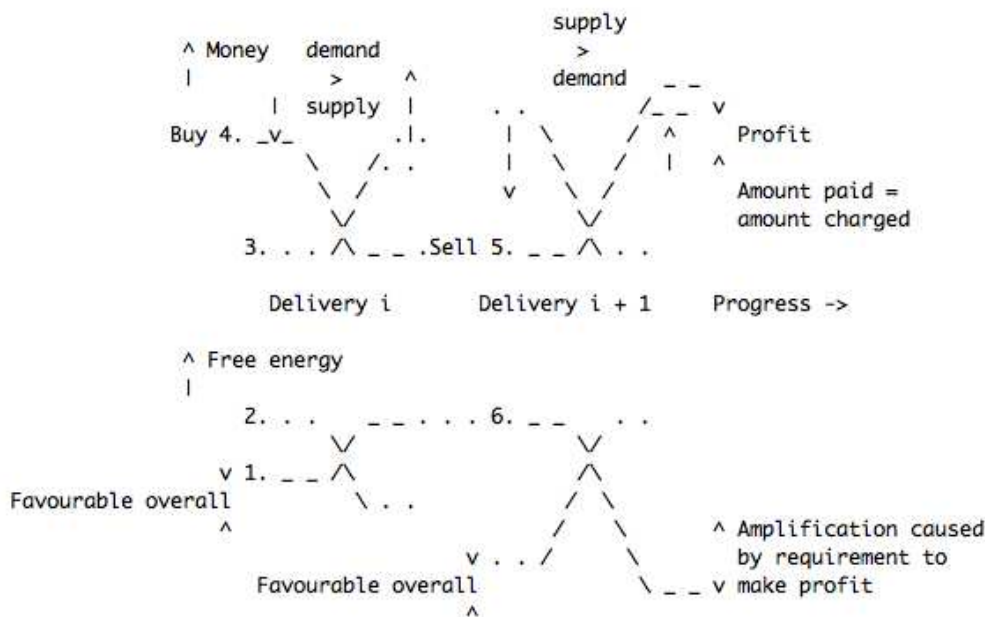 supply
^ Money demand >
| > ^ demand _ _
| supply | . . /_ _ v
Buy 4. _v_ .|. | \ / ^ Profit
\ /. . | \ / | ^
\ / v \ / Amount paid =
\/ \/ amount charged
3. . . /\ _ _ .Sell 5. _ _ /\ . .
Delivery i Delivery i + 1 Progress ->
^ Free energy
|
2. . . _ _ . . . 6. _ _ . .
\/ \/
v 1. _ _ /\ /\
Favourable overall \ . . / \
^ / \ ^ Amplification caused
v . . / \ by requirement to
Favourable overall \ _ _ v make profit
^